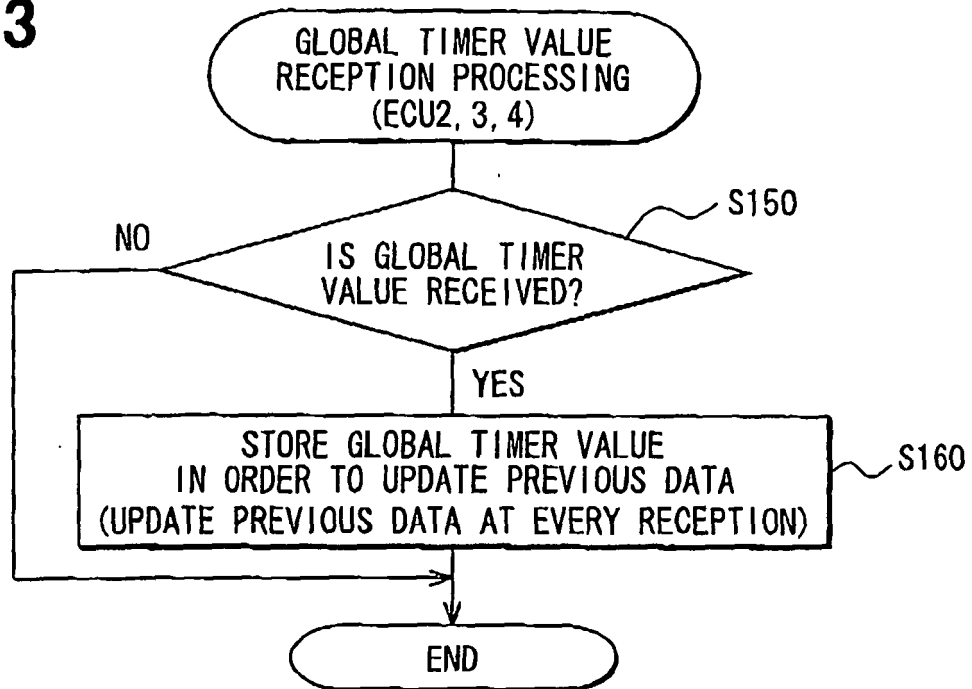 3
GLOBAL TIMER VALUE
RECEPTION PROCESSING
(ECU2, 3, 4)
S150
NO
IS GLOBAL TIMER
VALUE RECEIVED?
YES
STORE GLOBAL TIMER VALUE
IN ORDER TO UPDATE PREVIOUS DATA
(UPDATE PREVIOUS DATA AT EVERY RECEPTION)
S160
END